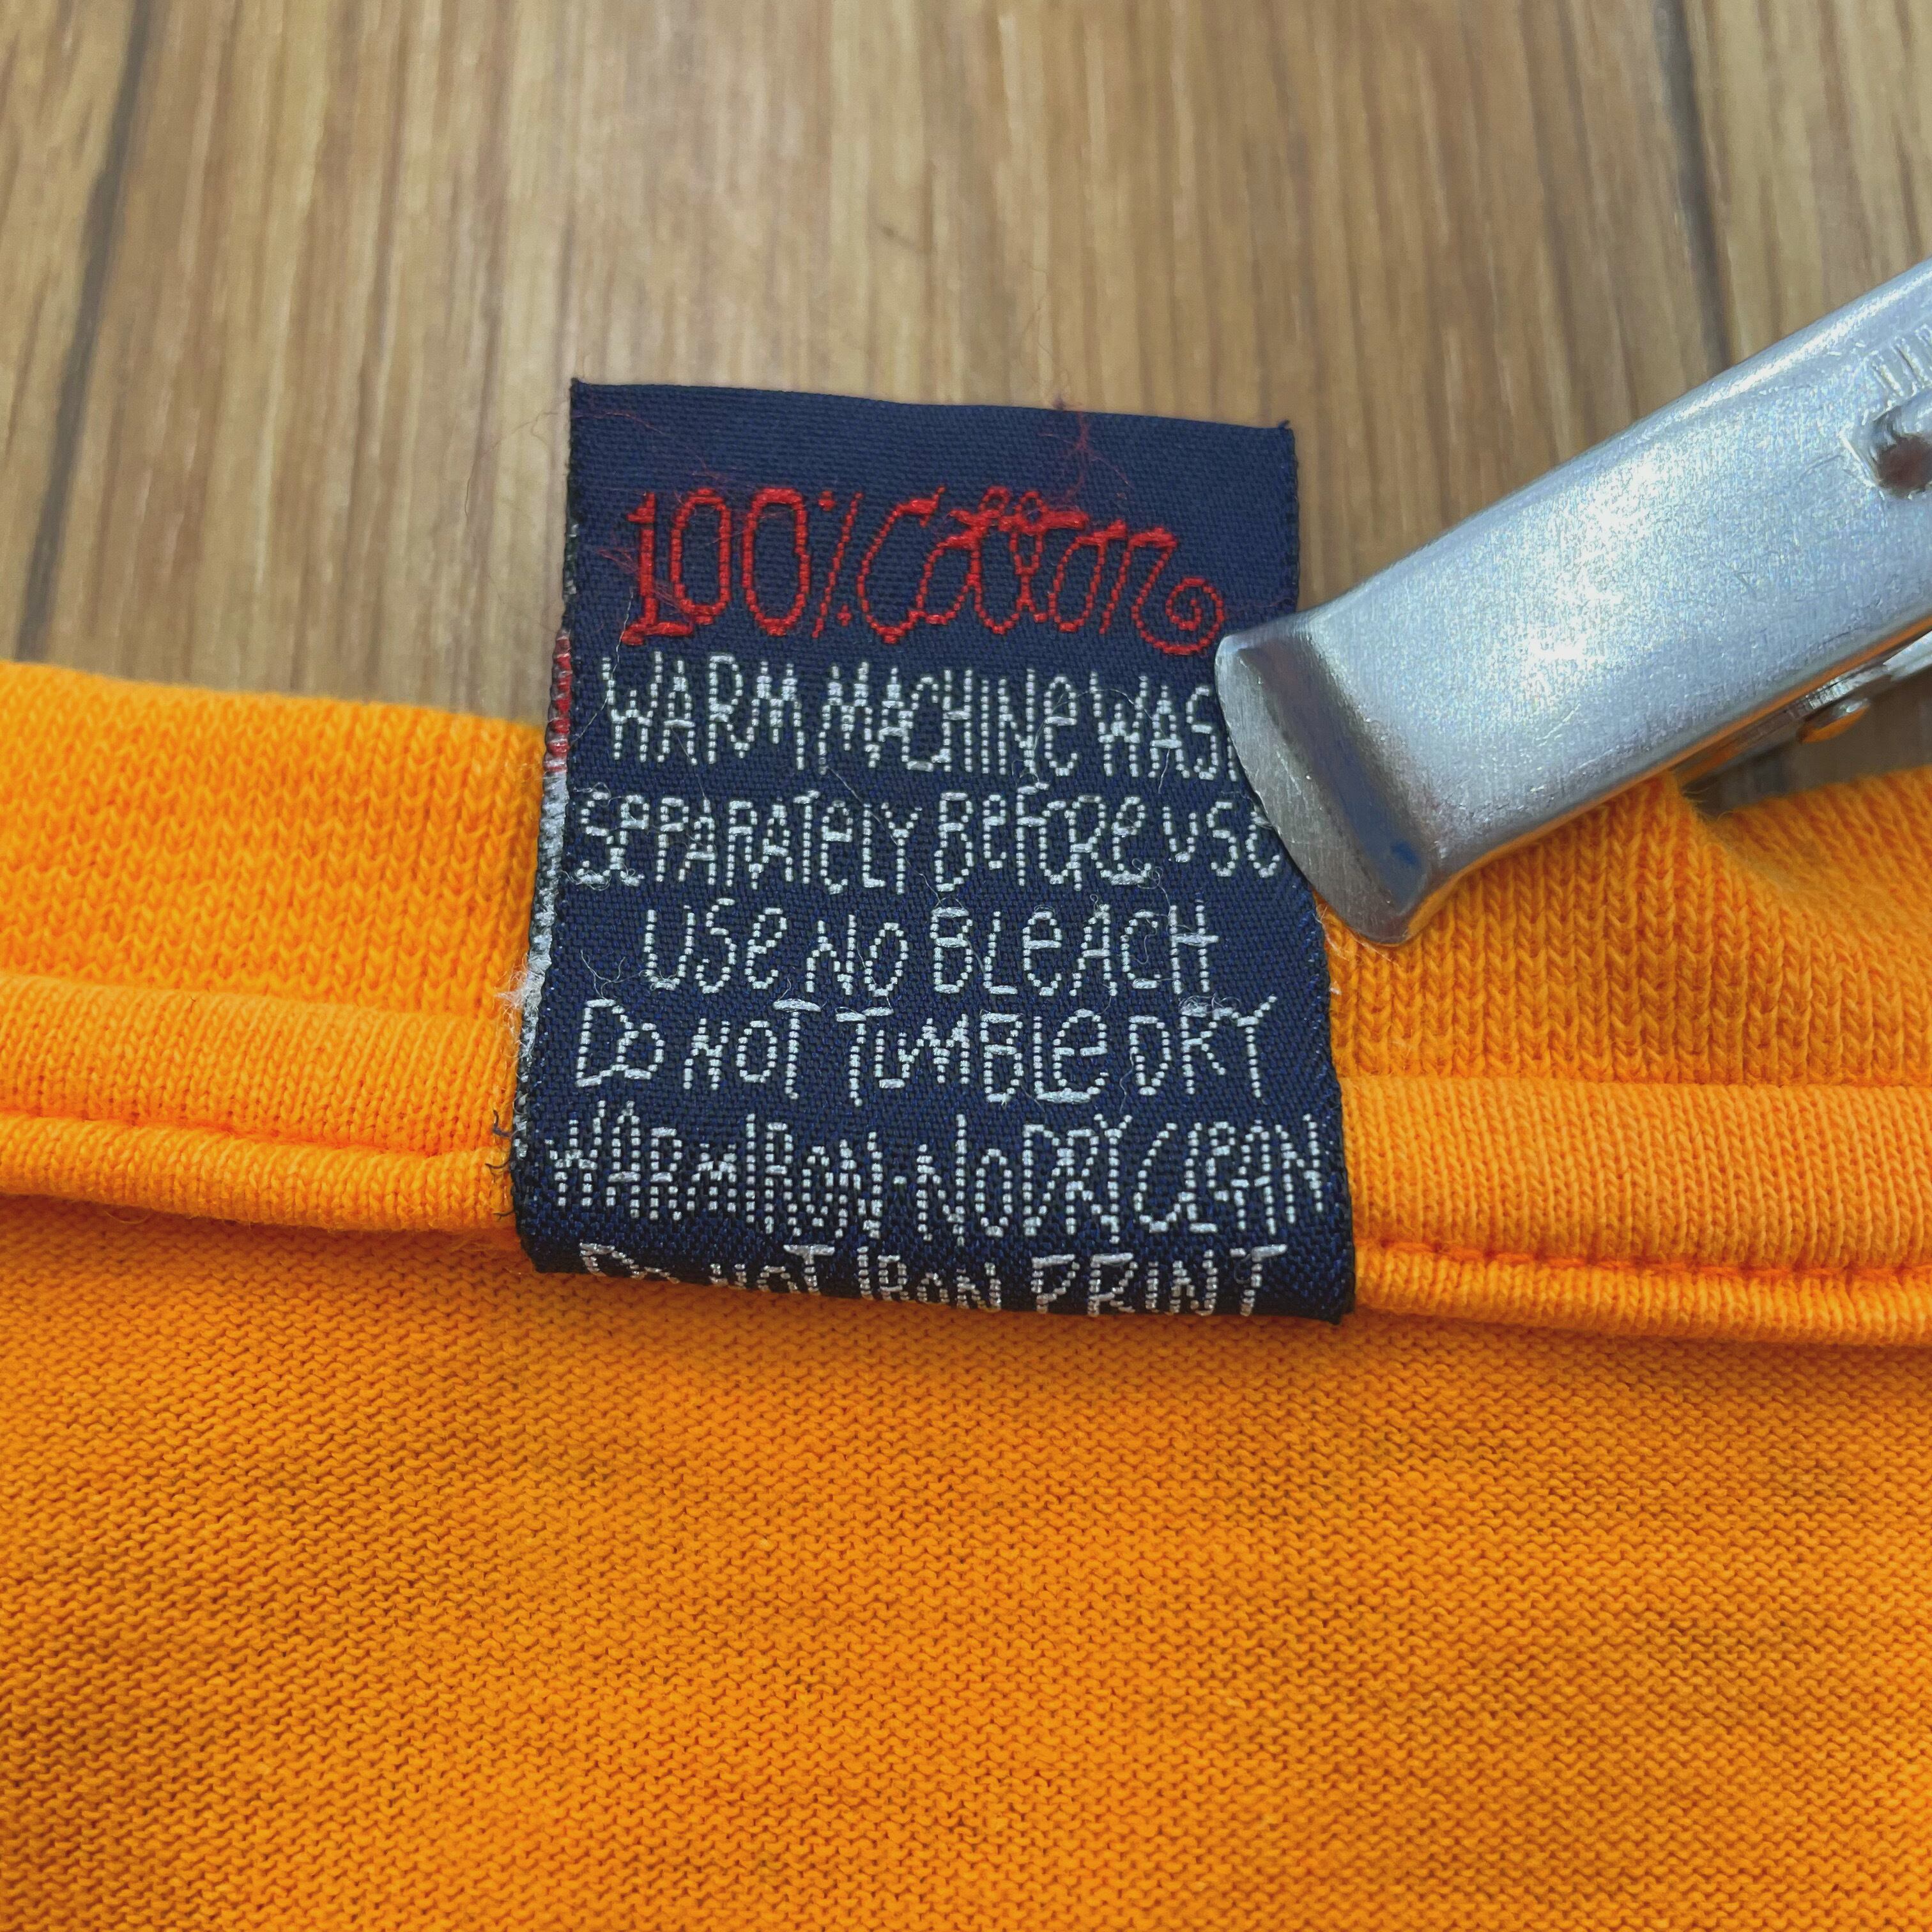 100% Cotton
WARM MACHINE WAS
SEPARATELY BEFORE USE
USE NO BLEACH
DO NOT TUMBLE DRY
WARM IRON-NO DRY CLEAN
DO NOT IRON PRINT